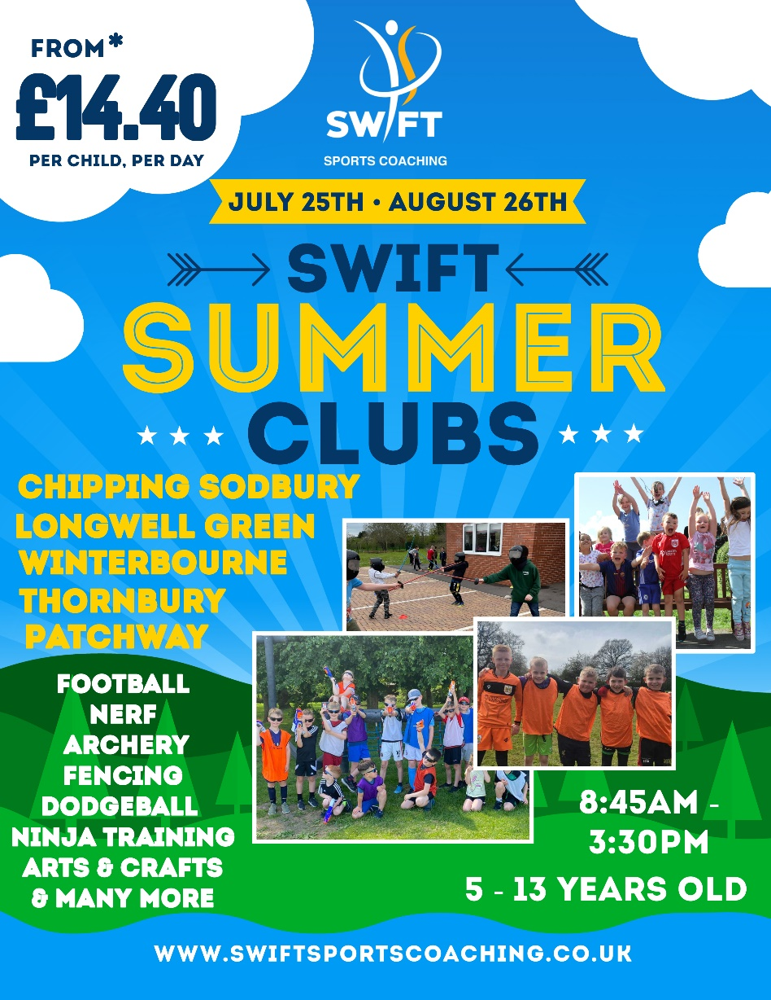 FROM*
£14.40
PER CHILD, PER DAY
SWIFT
SPORTS COACHING
JULY 25TH • AUGUST 26TH
SWIFT
SUMMER
CLUBS
CHIPPING SODBURY
LONGWELL GREEN
WINTERBOURNE
THORNBURY
PATCHWAY
FOOTBALL
NERF
ARCHERY
FENCING
DODGEBALL
NINJA TRAINING
ARTS & CRAFTS
& MANY MORE
8:45AM -
3:30PM
5 - 13 YEARS OLD
WWW.SWIFTSPORTSCOACHING.CO.UK